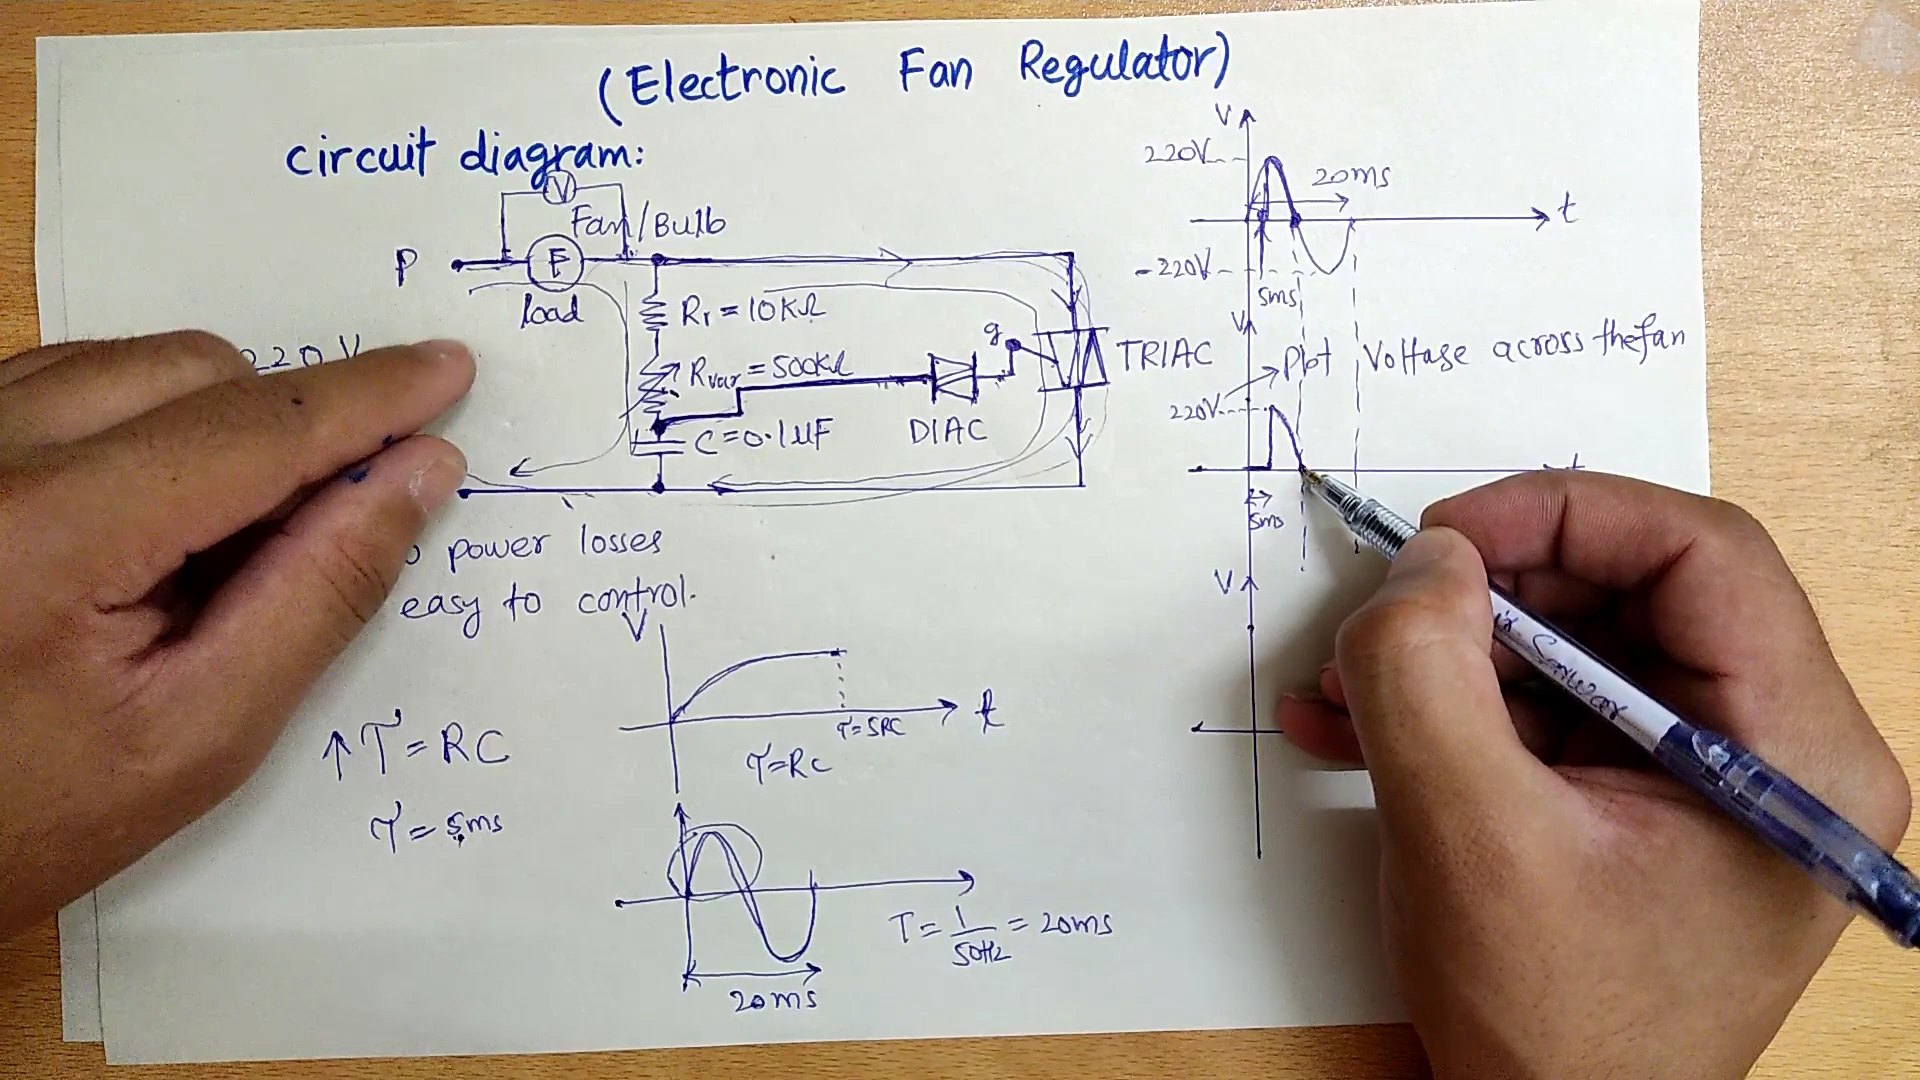 (Electronic Fan Regulator)
circuit diagram:
V
Fan/Bulb
P
F
load
R₁ = 10KΩ
Rvar = 500KΩ
C = 0.1μF
DIAC
g
TRIAC
220V
power losses
easy to control.
V
t
τ=5RC
τ=RC
↑ τ = RC
τ = 5ms
T = 1/50Hz = 20ms
20ms
V
220V
20ms
t
-220V
5ms
V
Plot Voltage across the fan
220V
t
5ms
V